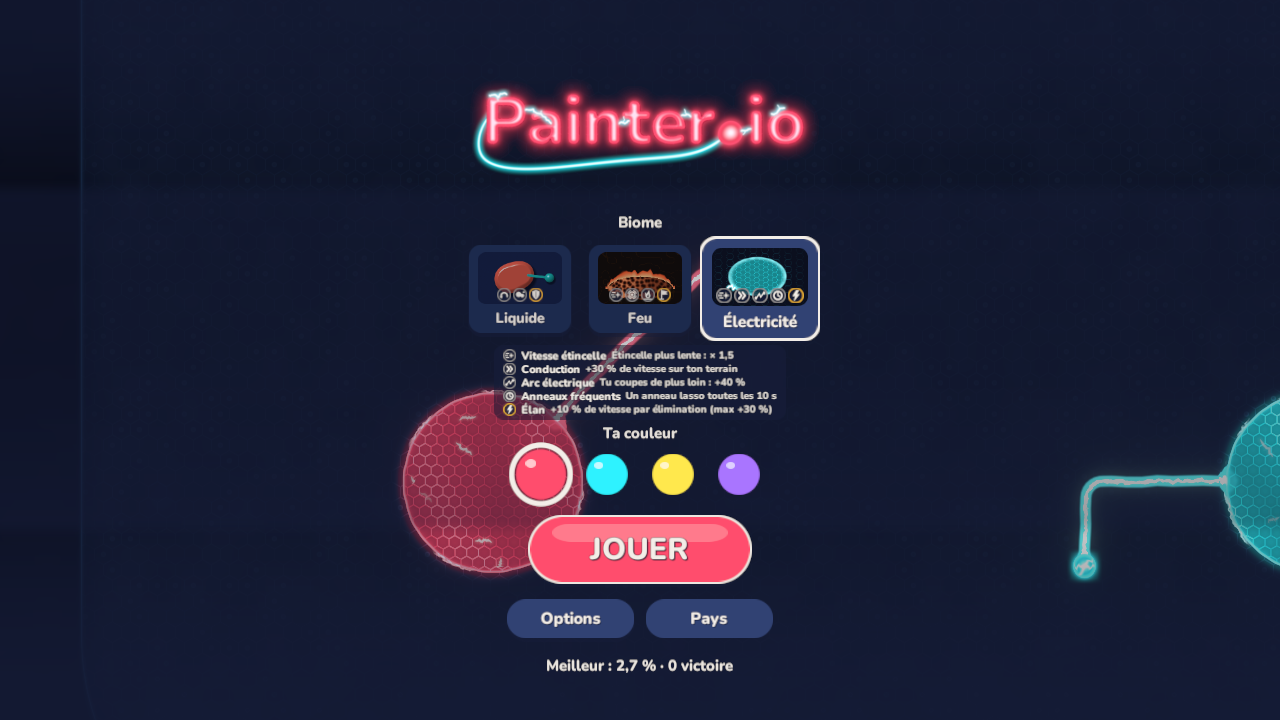 Painter.io
Biome
Liquide
Feu
Électricité
Vitesse étincelle Étincelle plus lente : × 1,5
Conduction +30 % de vitesse sur ton terrain
Arc électrique Tu coupes de plus loin : +40 %
Anneaux fréquents Un anneau lasso toutes les 10 s
Élan +10 % de vitesse par élimination (max +30 %)
Ta couleur
JOUER
Options
Pays
Meilleur : 2,7 % · 0 victoire